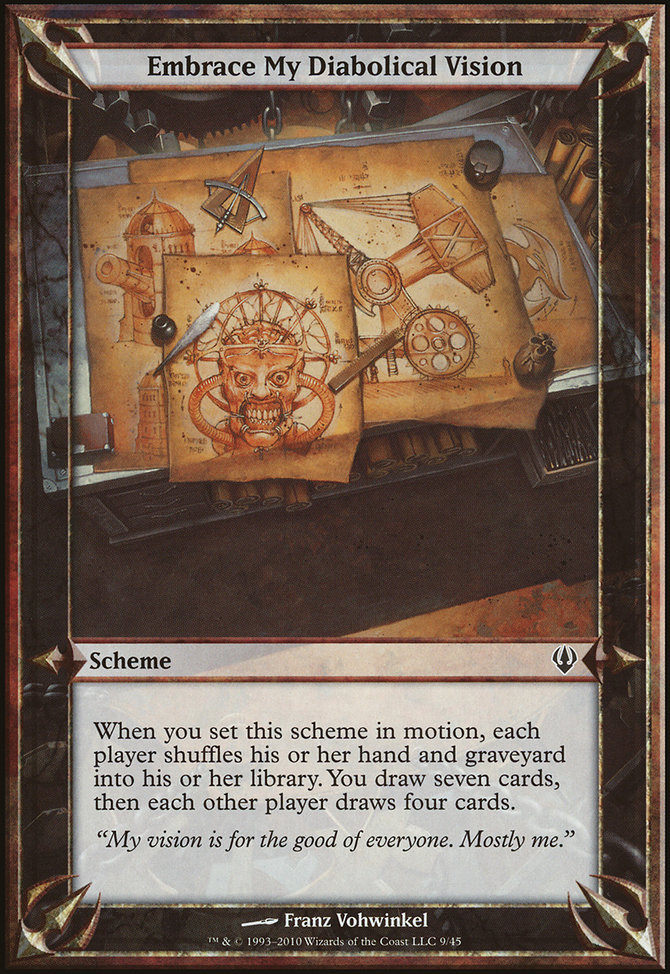 Embrace My Diabolical Vision
Scheme
When you set this scheme in motion, each
player shuffles his or her hand and graveyard
into his or her library. You draw seven cards,
then each other player draws four cards.
“My vision is for the good of everyone. Mostly me.”
Franz Vohwinkel
™ & © 1993–2010 Wizards of the Coast LLC 9/45